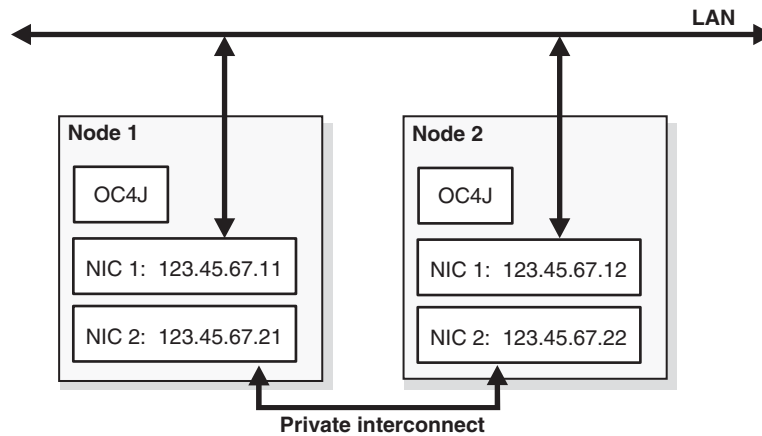 LAN
Node 1
Node 2
OC4J
OC4J
NIC 1: 123.45.67.11
NIC 1: 123.45.67.12
NIC 2: 123.45.67.21
NIC 2: 123.45.67.22
Private interconnect